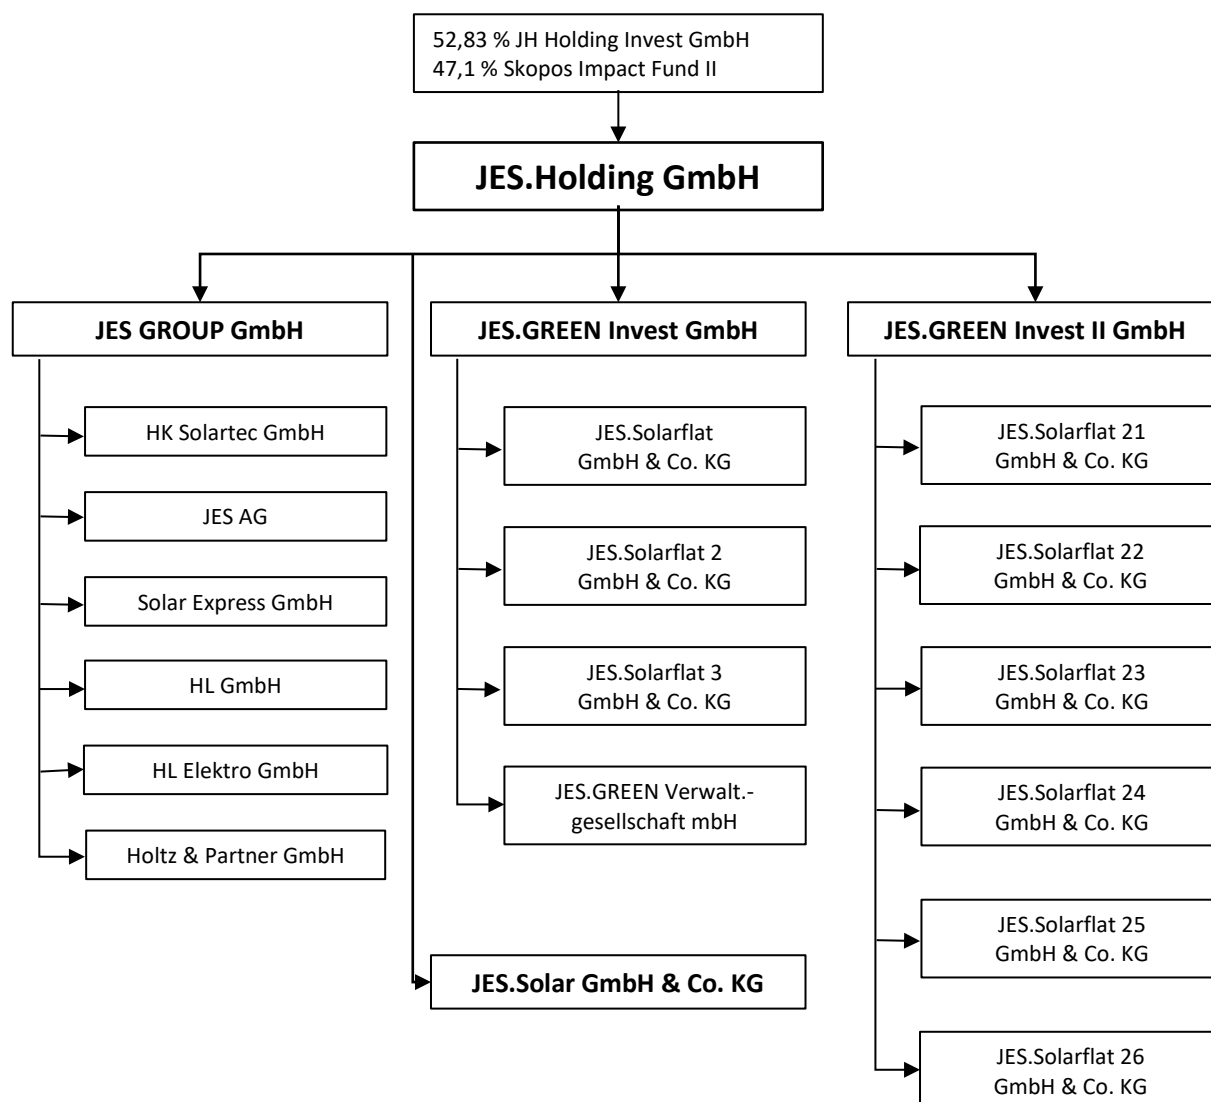 52,83 % JH Holding Invest GmbH
47,1 % Skopos Impact Fund II
JES.Holding GmbH
JES GROUP GmbH
HK Solartec GmbH
JES AG
Solar Express GmbH
HL GmbH
HL Elektro GmbH
Holtz & Partner GmbH
JES.GREEN Invest GmbH
JES.Solarflat
GmbH & Co. KG
JES.Solarflat 2
GmbH & Co. KG
JES.Solarflat 3
GmbH & Co. KG
JES.GREEN Verwalt.-
gesellschaft mbH
JES.Solar GmbH & Co. KG
JES.GREEN Invest II GmbH
JES.Solarflat 21
GmbH & Co. KG
JES.Solarflat 22
GmbH & Co. KG
JES.Solarflat 23
GmbH & Co. KG
JES.Solarflat 24
GmbH & Co. KG
JES.Solarflat 25
GmbH & Co. KG
JES.Solarflat 26
GmbH & Co. KG